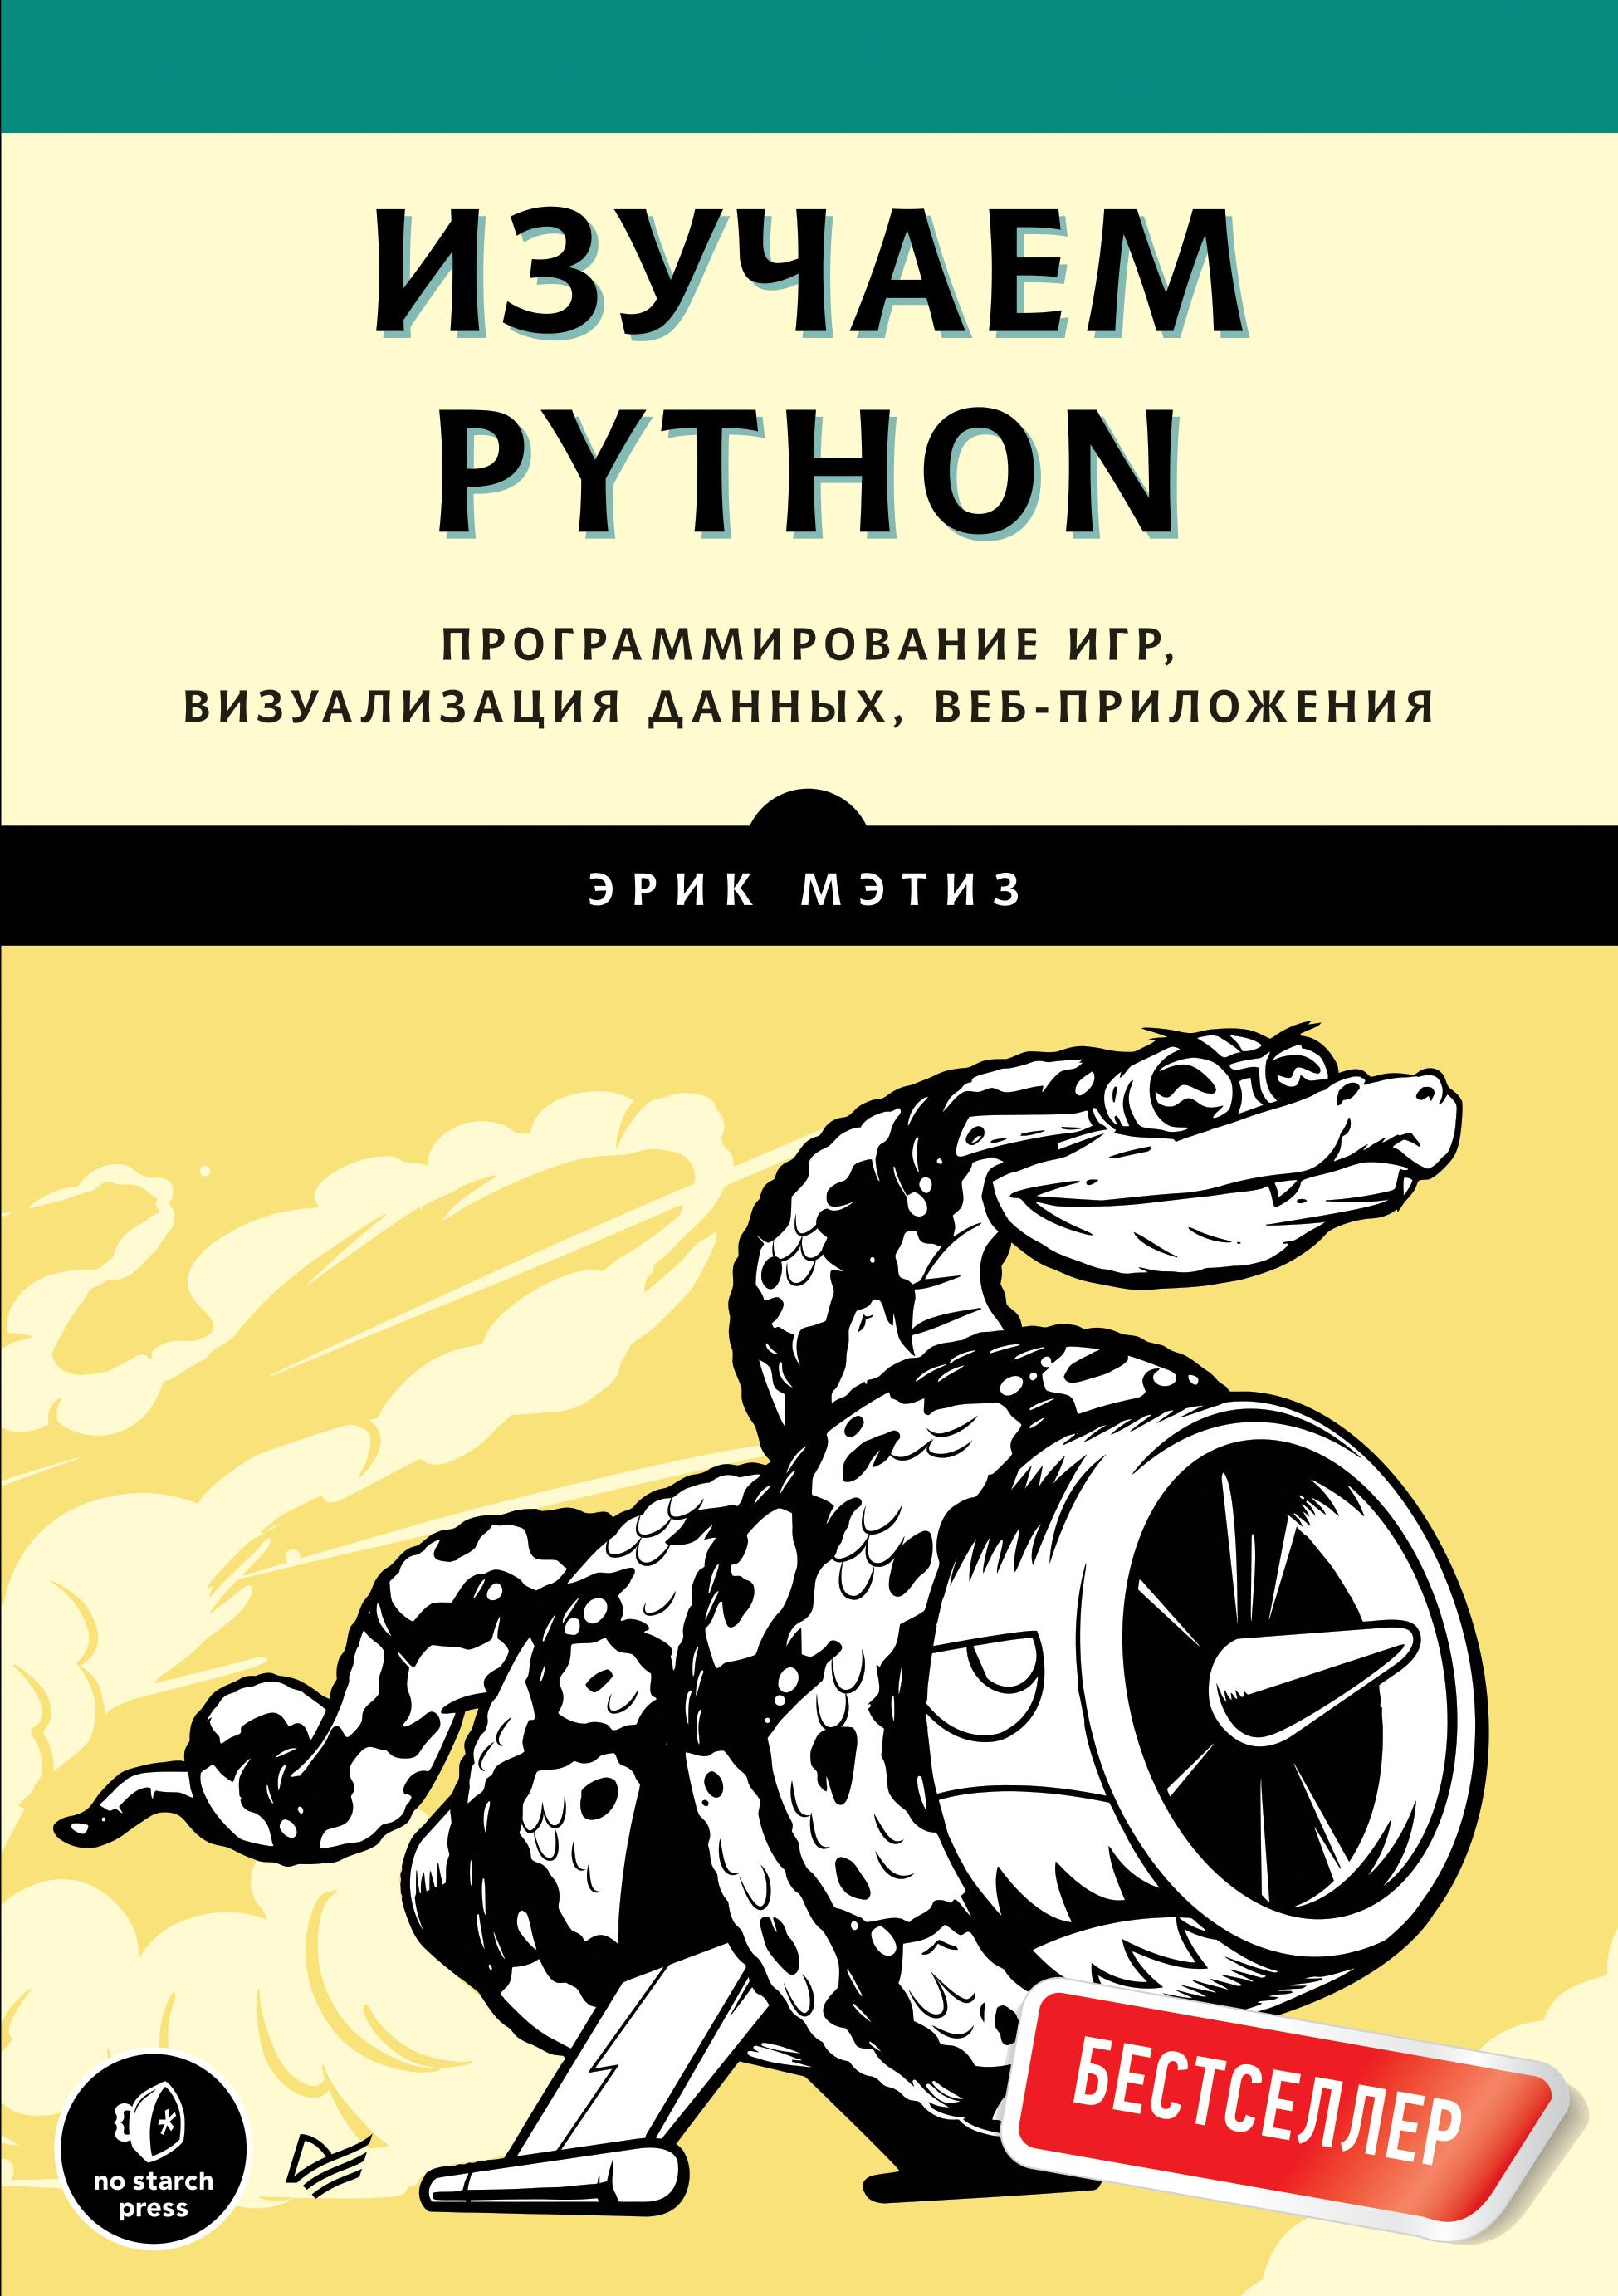 ИЗУЧАЕМ
PYTHON
ПРОГРАММИРОВАНИЕ ИГР,
ВИЗУАЛИЗАЦИЯ ДАННЫХ, ВЕБ-ПРИЛОЖЕНИЯ
ЭРИК МЭТИЗ
БЕСТСЕЛЛЕР
no starch
press